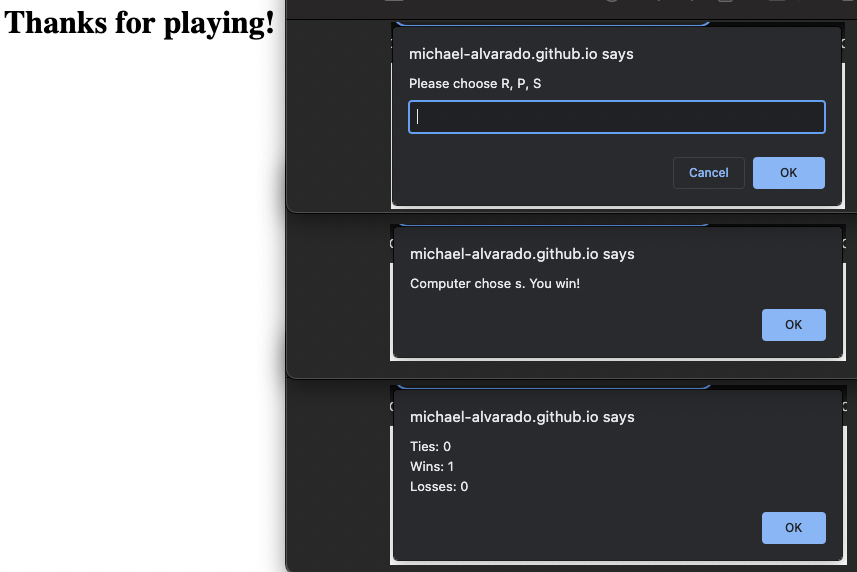 Thanks for playing!
michael-alvarado.github.io says
Please choose R, P, S
Cancel
OK
michael-alvarado.github.io says
Computer chose s. You win!
OK
michael-alvarado.github.io says
Ties: 0
Wins: 1
Losses: 0
OK